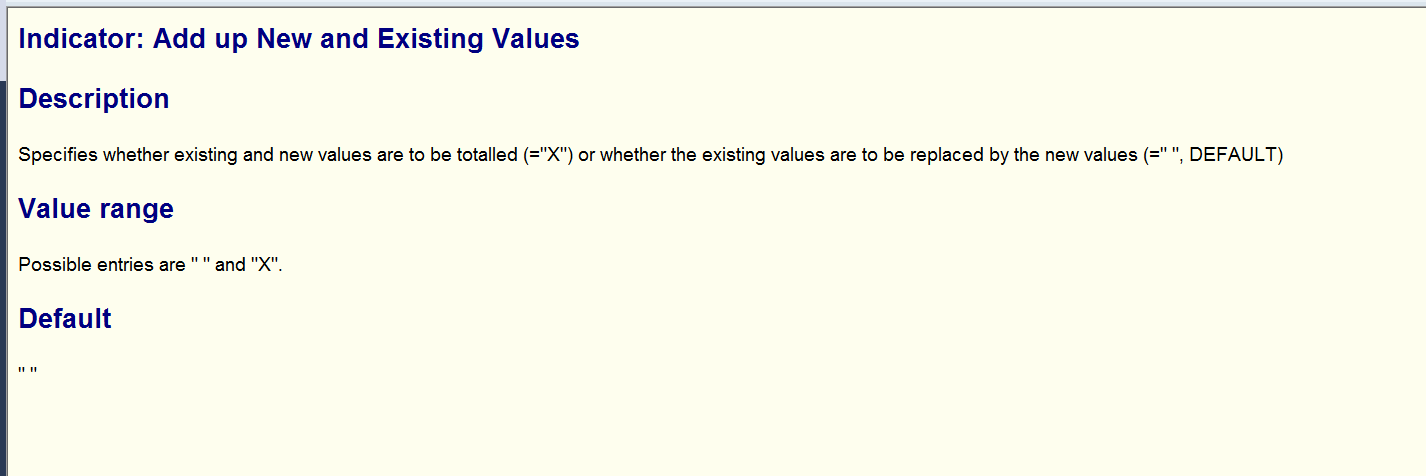 Indicator: Add up New and Existing Values
Description
Specifies whether existing and new values are to be totalled (="X") or whether the existing values are to be replaced by the new values (=" ", DEFAULT)
Value range
Possible entries are " " and "X".
Default
" "